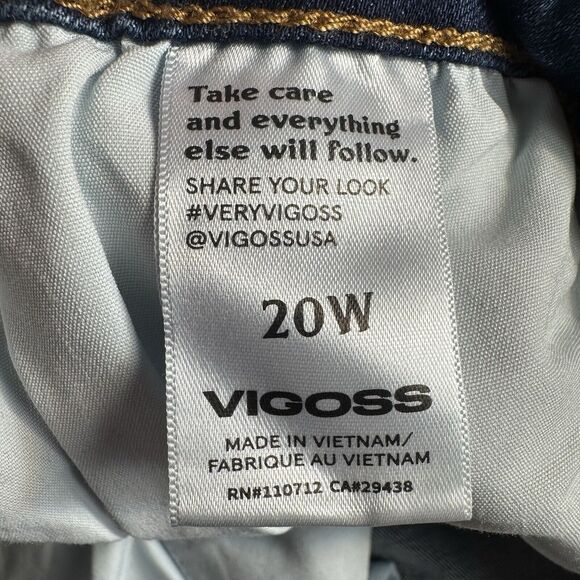 Take care
and everything
else will follow.
SHARE YOUR LOOK
#VERYVIGOSS
@VIGOSSUSA
20W
VIGOSS
MADE IN VIETNAM/
FABRIQUE AU VIETNAM
RN#110712 CA#29438